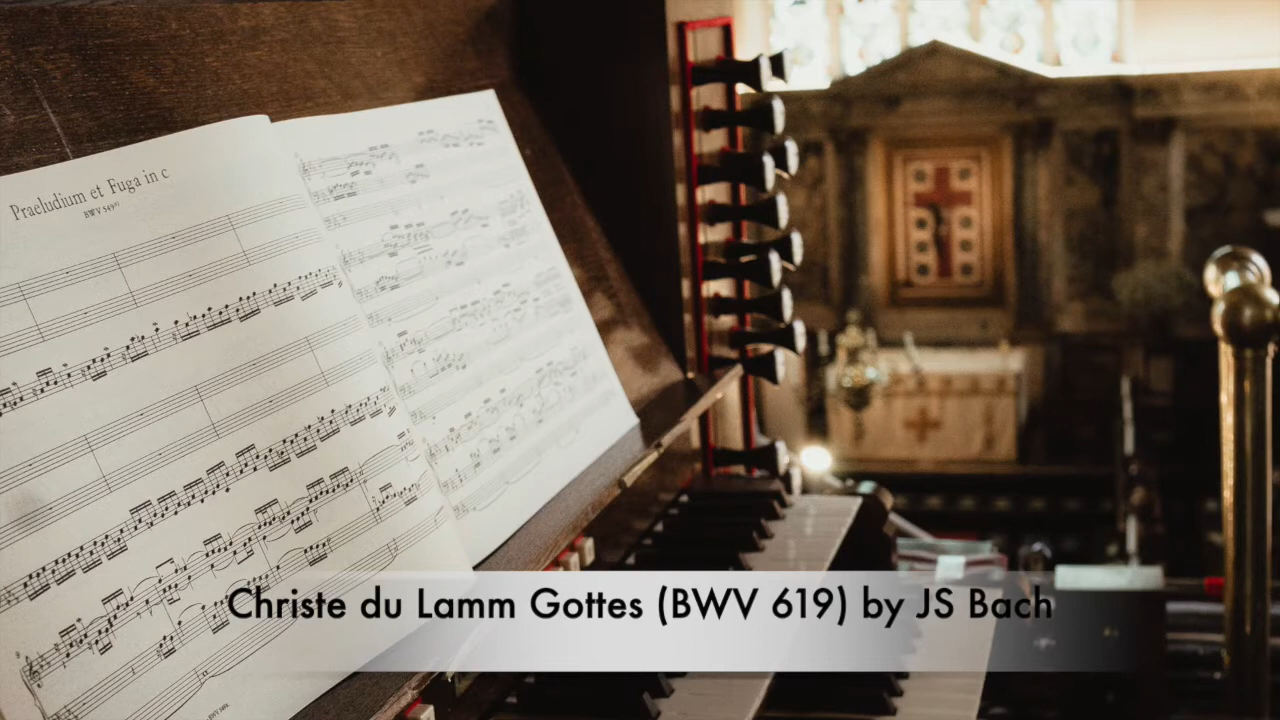 Praeludium et Fuga in c
BWV 549
Christe du Lamm Gottes (BWV 619) by JS Bach